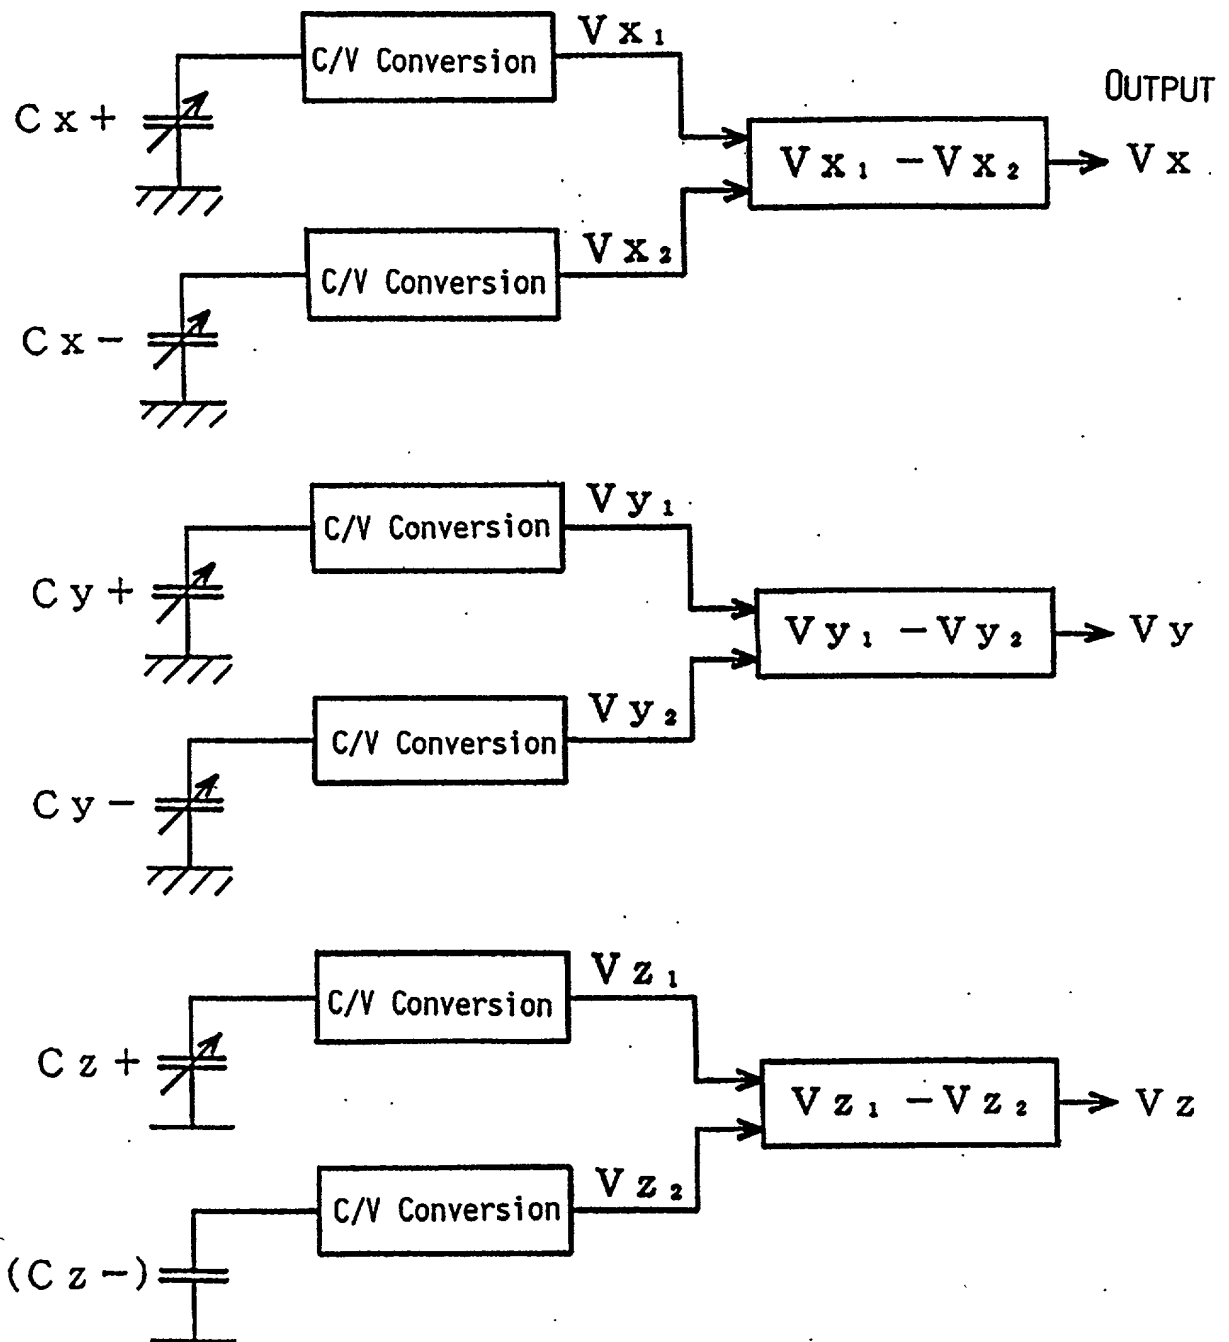 Vx₁
C/V Conversion
OUTPUT
Cx+
Vx₁ −Vx₂
Vx
Vx₂
C/V Conversion
Cx−
Vy₁
C/V Conversion
Cy+
Vy₁ −Vy₂
Vy
Vy₂
C/V Conversion
Cy−
Vz₁
C/V Conversion
Cz+
Vz₁ −Vz₂
Vz
Vz₂
C/V Conversion
(Cz−)